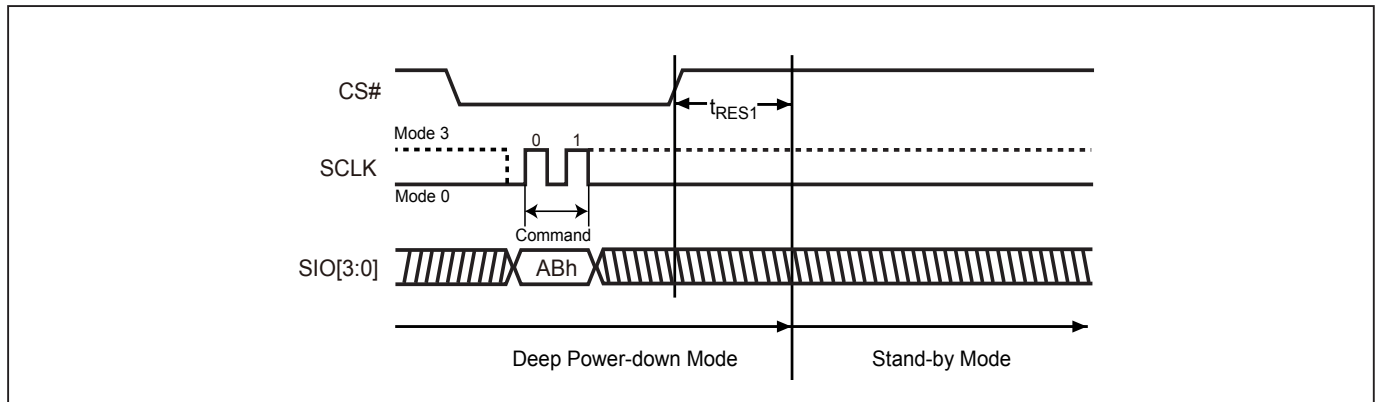 CS#
tRES1
Mode 3
0 1
SCLK
Mode 0
Command
SIO[3:0]
ABh
Deep Power-down Mode
Stand-by Mode